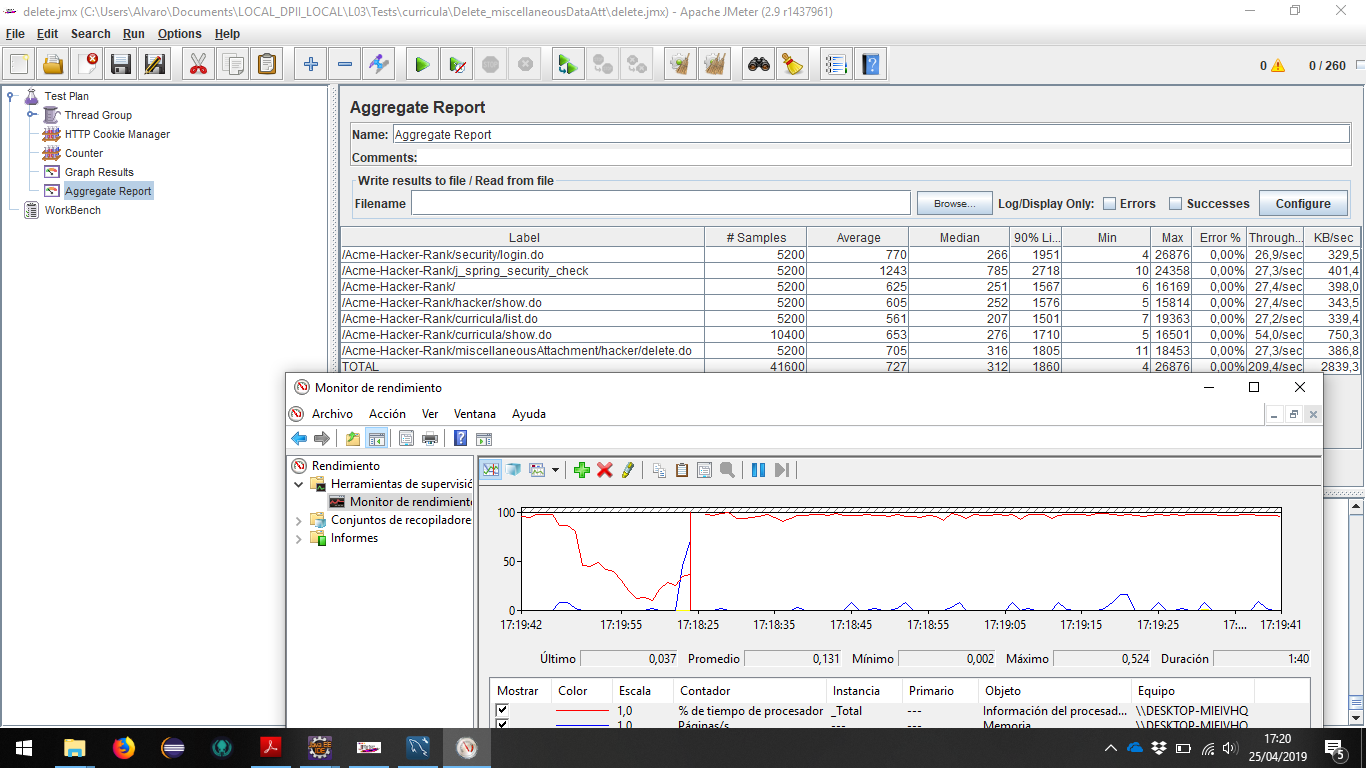 delete.jmx (C:\Users\Alvaro\Documents\LOCAL_DPII_LOCAL\L03\Tests\curricula\Delete_miscellaneousDataAtt\delete.jmx) - Apache JMeter (2.9 r1437961)
File Edit Search Run Options Help
0 0 / 260
Test Plan
Thread Group
HTTP Cookie Manager
Counter
Graph Results
Aggregate Report
WorkBench
Aggregate Report
Name: Aggregate Report
Comments:
Write results to file / Read from file
Filename Browse... Log/Display Only: Errors Successes Configure
Label # Samples Average Median 90% Li... Min Max Error % Through... KB/sec
/Acme-Hacker-Rank/security/login.do 5200 770 266 1951 4 26876 0,00% 26,9/sec 329,5
/Acme-Hacker-Rank/j_spring_security_check 5200 1243 785 2718 10 24358 0,00% 27,3/sec 401,4
/Acme-Hacker-Rank/ 5200 625 251 1567 6 16169 0,00% 27,4/sec 398,0
/Acme-Hacker-Rank/hacker/show.do 5200 605 252 1576 5 15814 0,00% 27,4/sec 343,5
/Acme-Hacker-Rank/curricula/list.do 5200 561 207 1501 7 19363 0,00% 27,2/sec 339,4
/Acme-Hacker-Rank/curricula/show.do 10400 653 276 1710 5 16501 0,00% 54,0/sec 750,3
/Acme-Hacker-Rank/miscellaneousAttachment/hacker/delete.do 5200 705 316 1805 11 18453 0,00% 27,3/sec 386,8
TOTAL 41600 727 312 1860 4 26876 0,00% 209,4/sec 2839,3
Monitor de rendimiento
Archivo Acción Ver Ventana Ayuda
Rendimiento
Herramientas de supervisió
Monitor de rendimiento
Conjuntos de recopiladore
Informes
100
50
0
17:19:42 17:19:55 17:18:25 17:18:35 17:18:45 17:18:55 17:19:05 17:19:15 17:19:25 17:... 17:19:41
Último 0,037 Promedio 0,131 Mínimo 0,002 Máximo 0,524 Duración 1:40
Mostrar Color Escala Contador Instancia Primario Objeto Equipo
1,0 % de tiempo de procesador _Total --- Información del procesad... \\DESKTOP-MIEIVHQ
1,0 Páginas/s --- --- Memoria \\DESKTOP-MIEIVHQ
17:20
25/04/2019
5